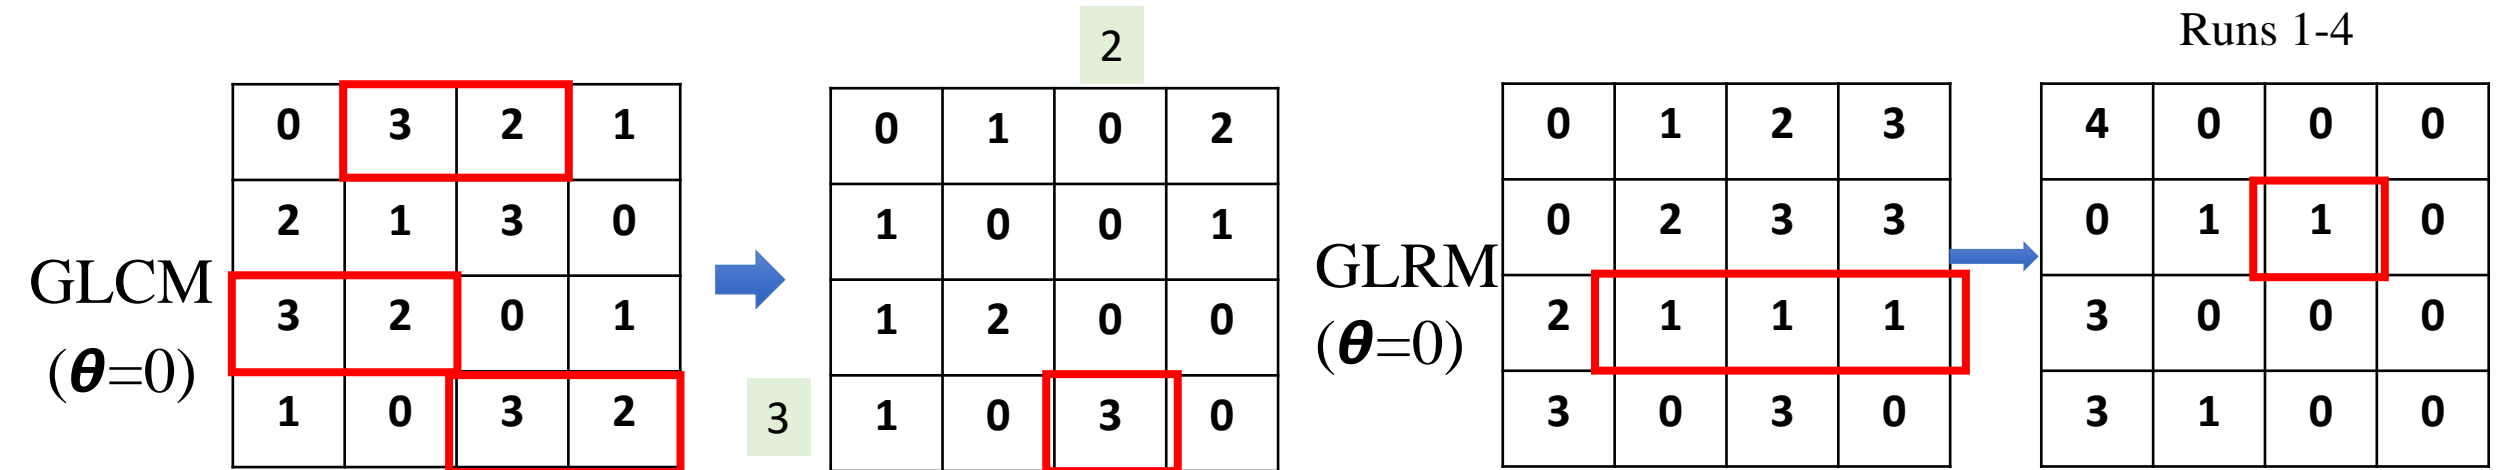 2
Runs 1-4
0 3 2 1
2 1 3 0
3 2 0 1
1 0 3 2
GLCM
(θ=0)
0 1 0 2
1 0 0 1
1 2 0 0
1 0 3 0
3
GLRM
(θ=0)
0 1 2 3
0 2 3 3
2 1 1 1
3 0 3 0
4 0 0 0
0 1 1 0
3 0 0 0
3 1 0 0